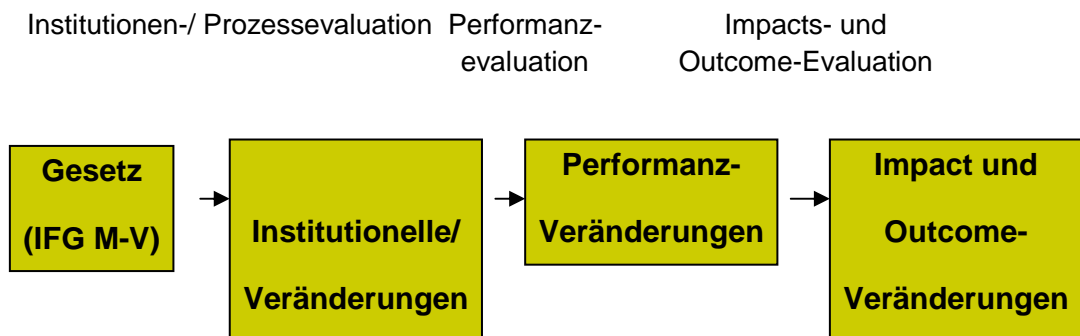 Institutionen-/ Prozessevaluation Performanz-
evaluation
Impacts- und
Outcome-Evaluation
Gesetz
(IFG M-V)
Institutionelle/
Veränderungen
Performanz-
Veränderungen
Impact und
Outcome-
Veränderungen